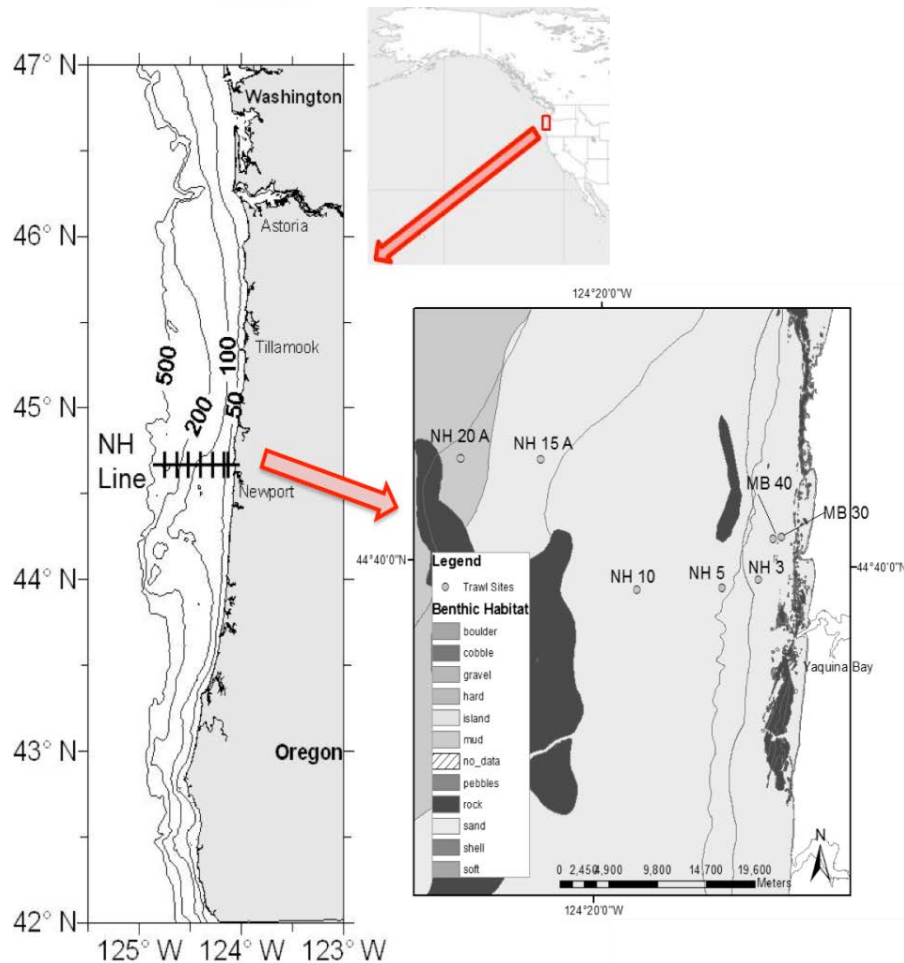 47° N
Washington
46° N
Astoria
Tillamook
500
100
200
50
45° N
NH
Line
Newport
44° N
43° N
Oregon
42° N
125° W
124° W
123° W
124°20'0"W
NH 20 A
NH 15 A
MB 40
MB 30
44°40'0"N
44°40'0"N
NH 10
NH 5
NH 3
Yaquina Bay
Legend
Trawl Sites
Benthic Habitat
boulder
cobble
gravel
hard
island
mud
no_data
pebbles
rock
sand
shell
soft
N
0 2,450 4,900 9,800 14,700 19,600
Meters
124°20'0"W